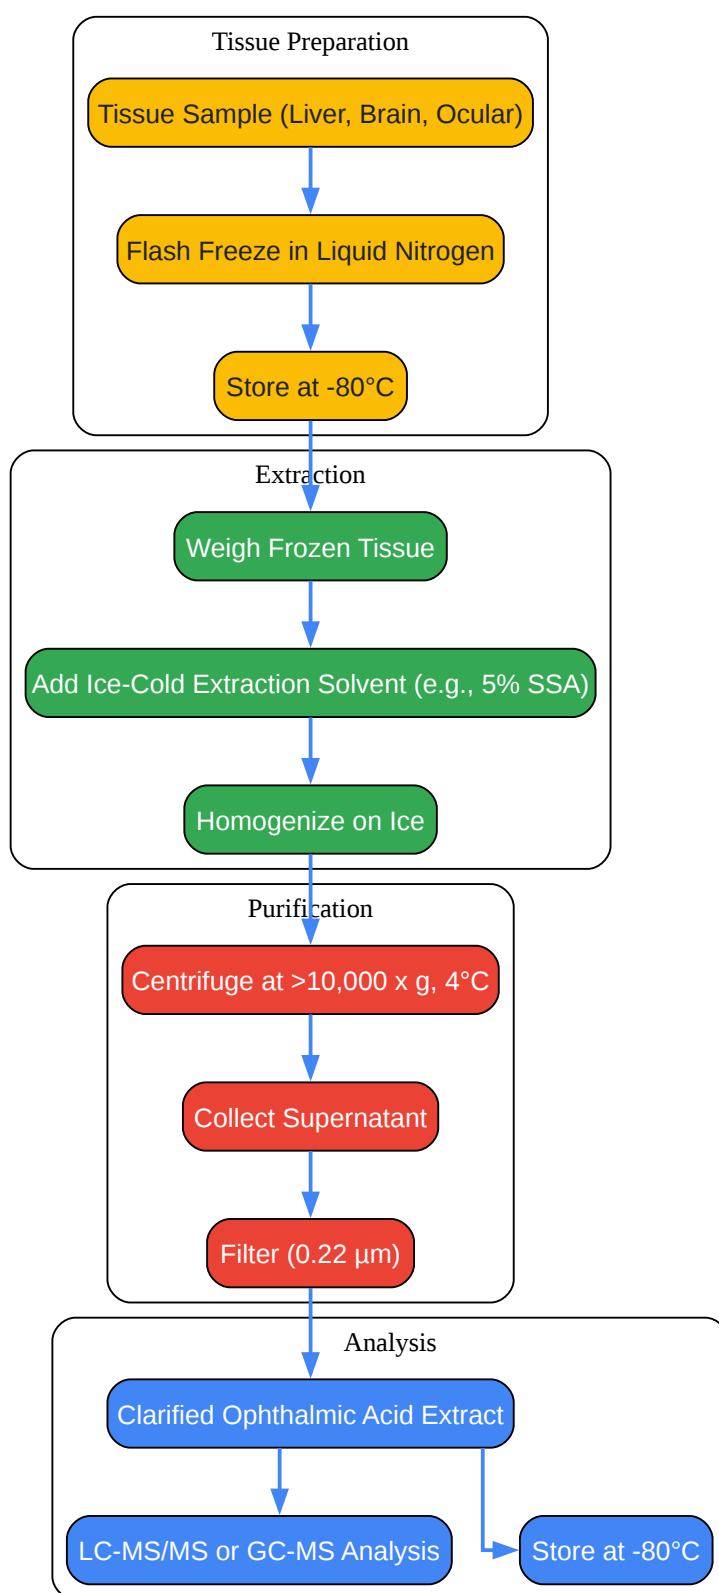 Tissue Preparation
Tissue Sample (Liver, Brain, Ocular)
Flash Freeze in Liquid Nitrogen
Store at -80°C
Extraction
Weigh Frozen Tissue
Add Ice-Cold Extraction Solvent (e.g., 5% SSA)
Homogenize on Ice
Purification
Centrifuge at >10,000 x g, 4°C
Collect Supernatant
Filter (0.22 µm)
Analysis
Clarified Ophthalmic Acid Extract
LC-MS/MS or GC-MS Analysis
Store at -80°C